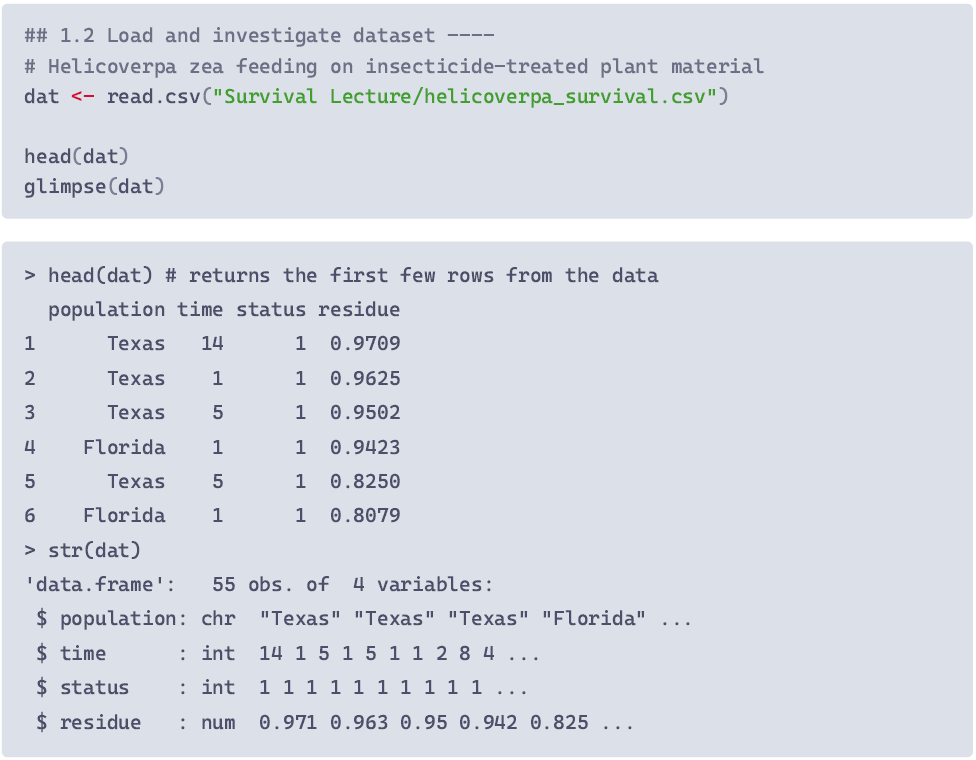 ## 1.2 Load and investigate dataset ----
# Helicoverpa zea feeding on insecticide-treated plant material
dat <- read.csv("Survival Lecture/helicoverpa_survival.csv")
head(dat)
glimpse(dat)
> head(dat) # returns the first few rows from the data
  population time status residue
1      Texas   14      1  0.9709
2      Texas    1      1  0.9625
3      Texas    5      1  0.9502
4    Florida    1      1  0.9423
5      Texas    5      1  0.8250
6    Florida    1      1  0.8079
> str(dat)
'data.frame':   55 obs. of  4 variables:
 $ population: chr  "Texas" "Texas" "Texas" "Florida" ...
 $ time      : int  14 1 5 1 5 1 1 2 8 4 ...
 $ status    : int  1 1 1 1 1 1 1 1 1 1 ...
 $ residue   : num  0.971 0.963 0.95 0.942 0.825 ...